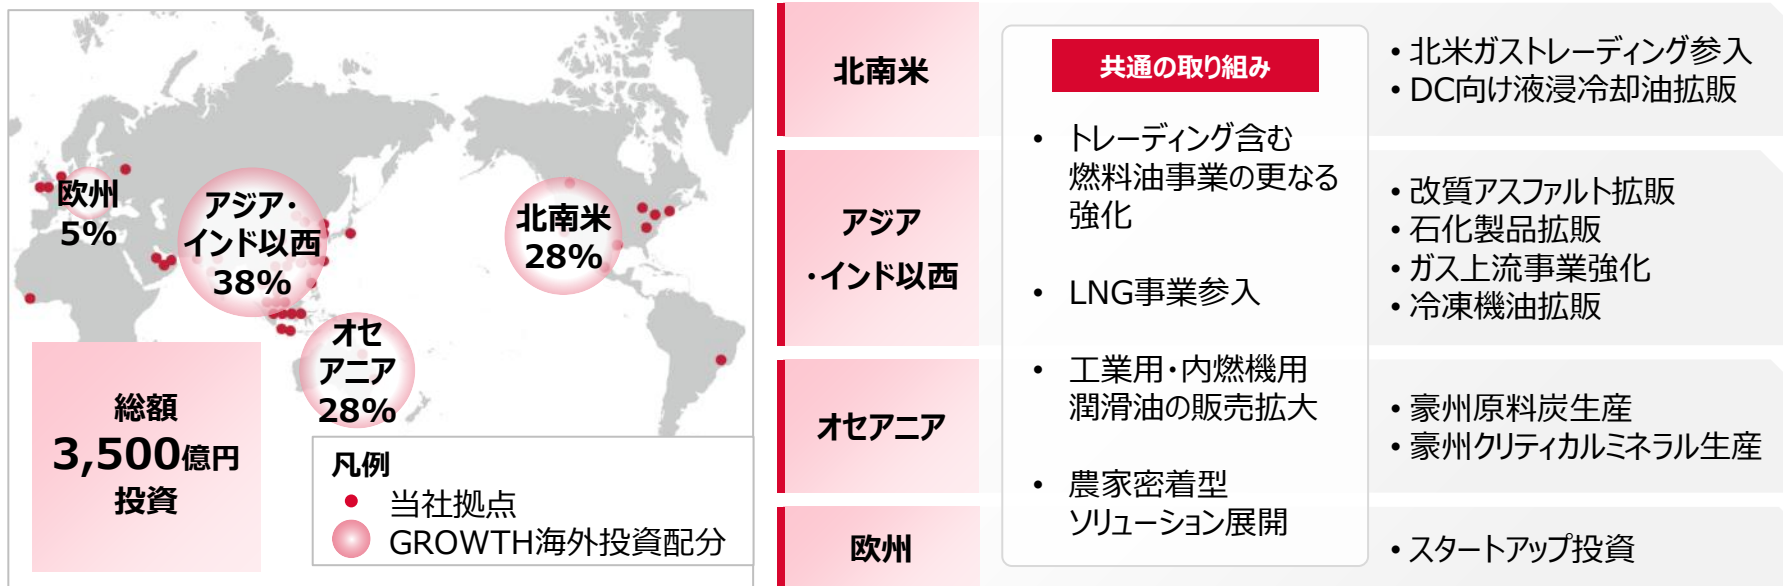 欧州
5%
アジア・
インド以西
38%
北南米
28%
オセ
アニア
28%
総額
3,500億円
投資
凡例
当社拠点
GROWTH海外投資配分
北南米
アジア
・インド以西
オセアニア
欧州
共通の取り組み
• トレーディング含む
燃料油事業の更なる
強化
• LNG事業参入
• 工業用・内燃機用
潤滑油の販売拡大
• 農家密着型
ソリューション展開
• 北米ガストレーディング参入
• DC向け液浸冷却油拡販
• 改質アスファルト拡販
• 石化製品拡販
• ガス上流事業強化
• 冷凍機油拡販
• 豪州原料炭生産
• 豪州クリティカルミネラル生産
• スタートアップ投資